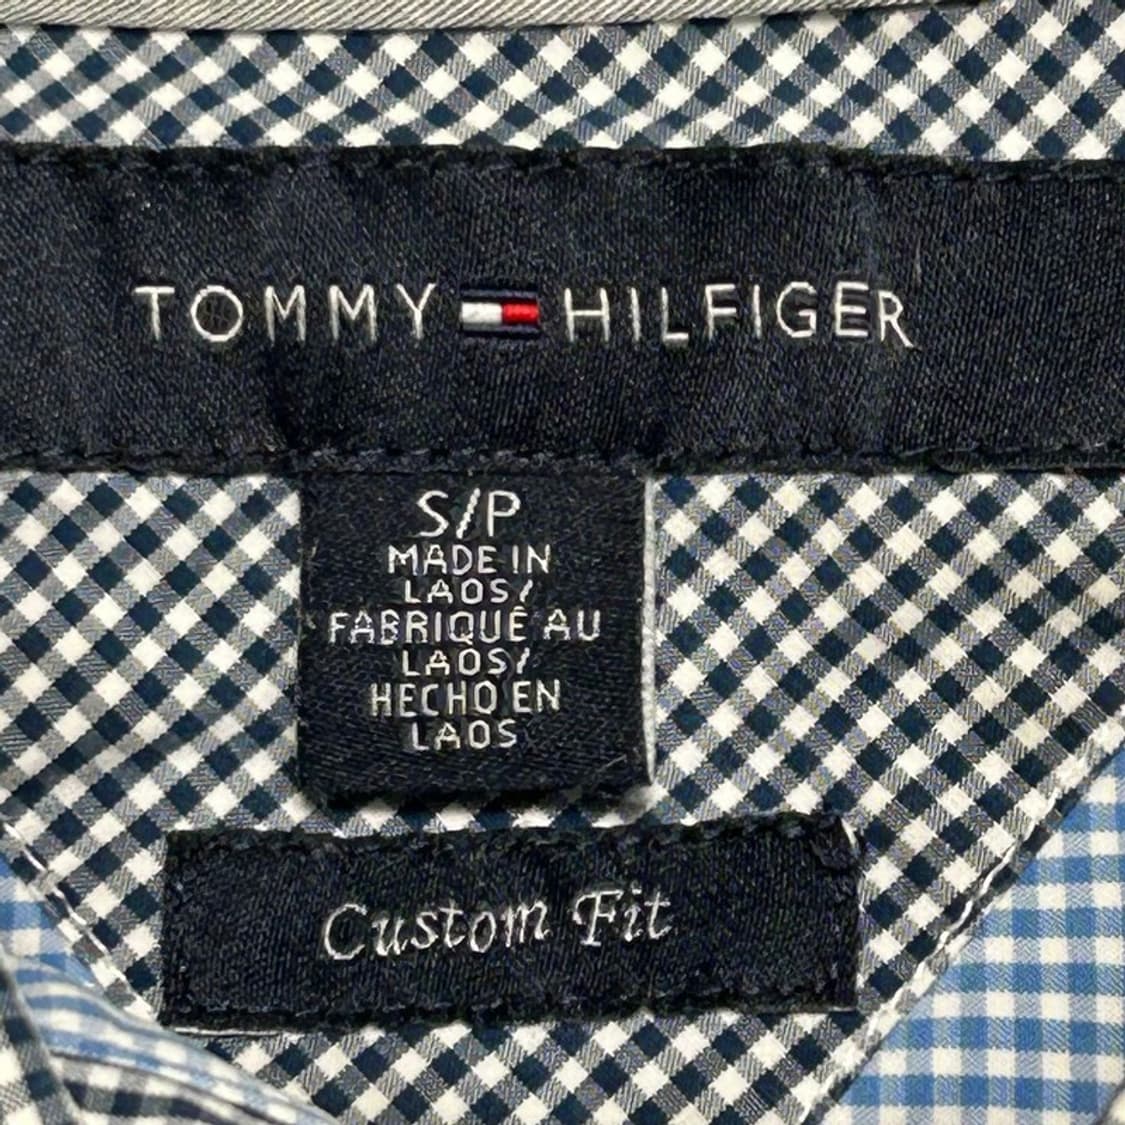 TOMMY HILFIGER
S/P
MADE IN
LAOS/
FABRIQUÉ AU
LAOS/
HECHO EN
LAOS
Custom Fit